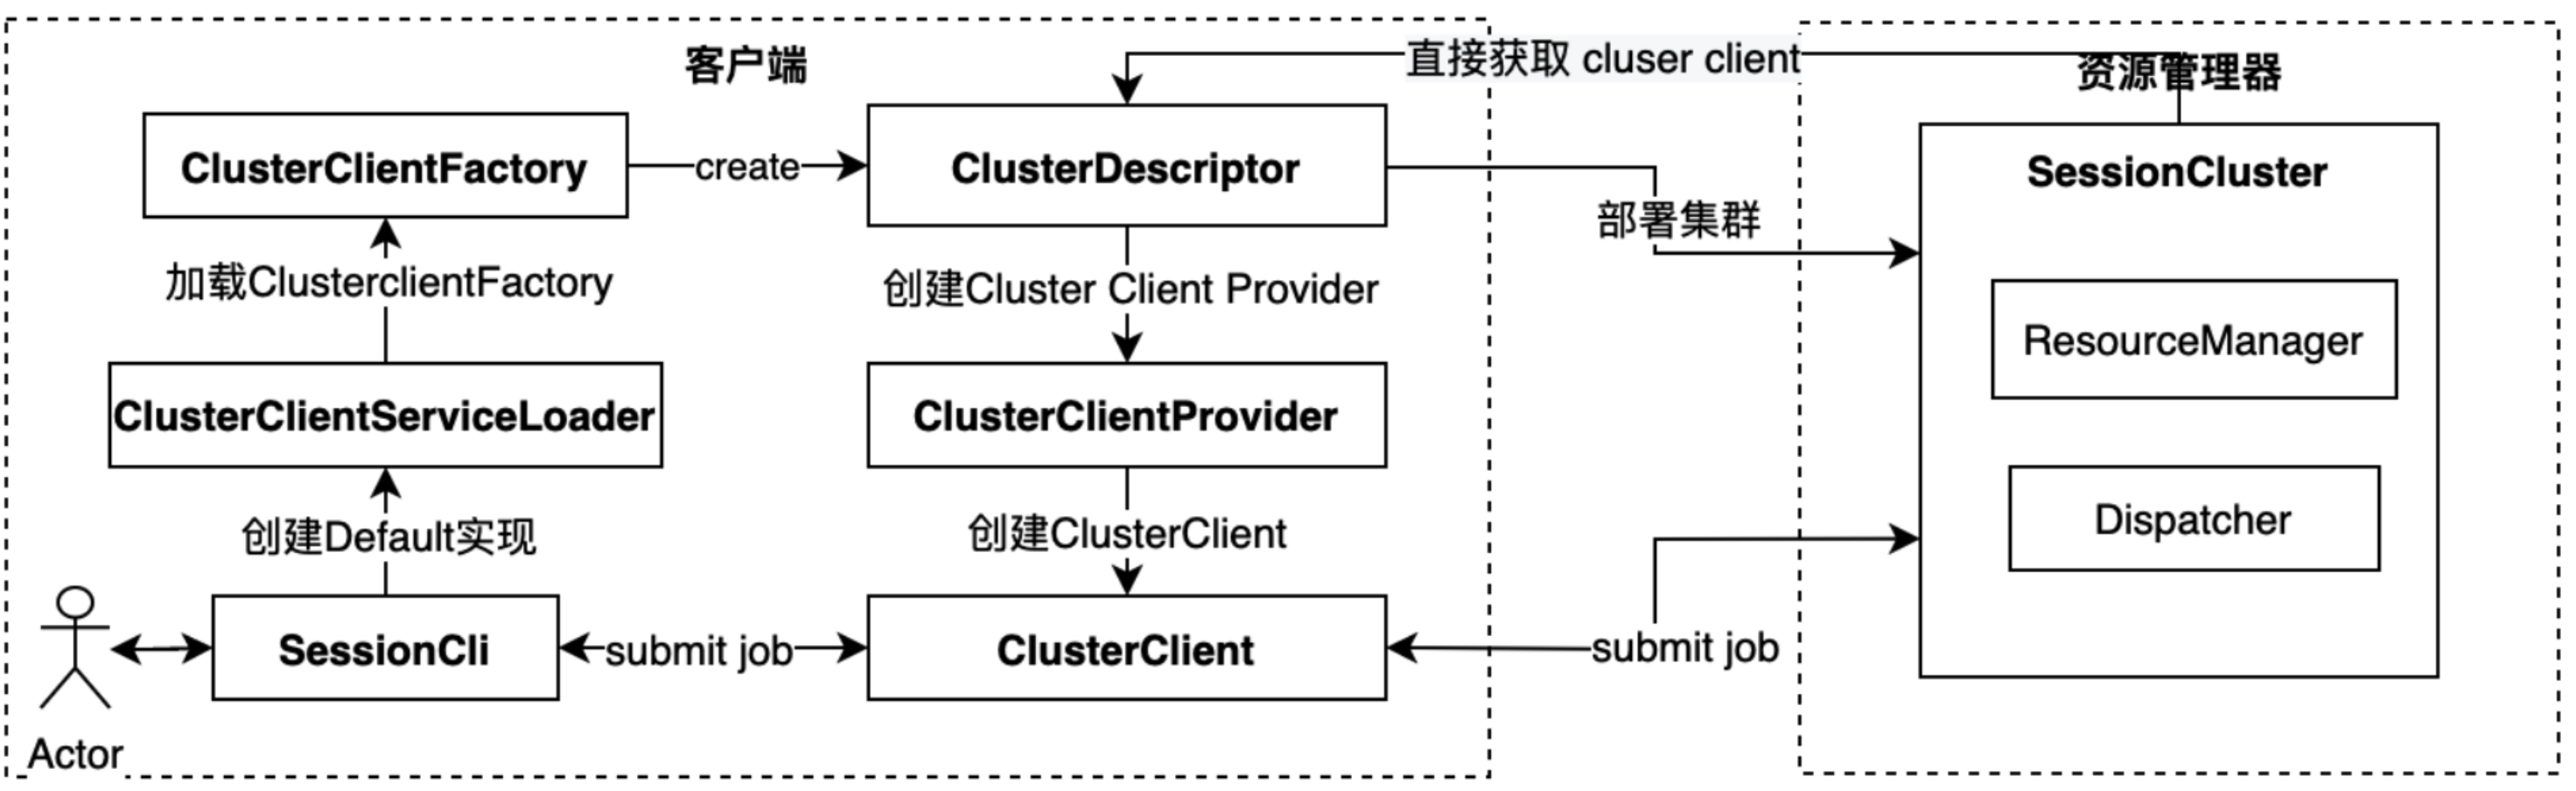 客户端
直接获取 cluser client
资源管理器
ClusterClientFactory
create
ClusterDescriptor
SessionCluster
部署集群
加载ClusterclientFactory
创建Cluster Client Provider
ResourceManager
ClusterClientServiceLoader
ClusterClientProvider
创建Default实现
创建ClusterClient
Dispatcher
SessionCli
submit job
ClusterClient
submit job
Actor